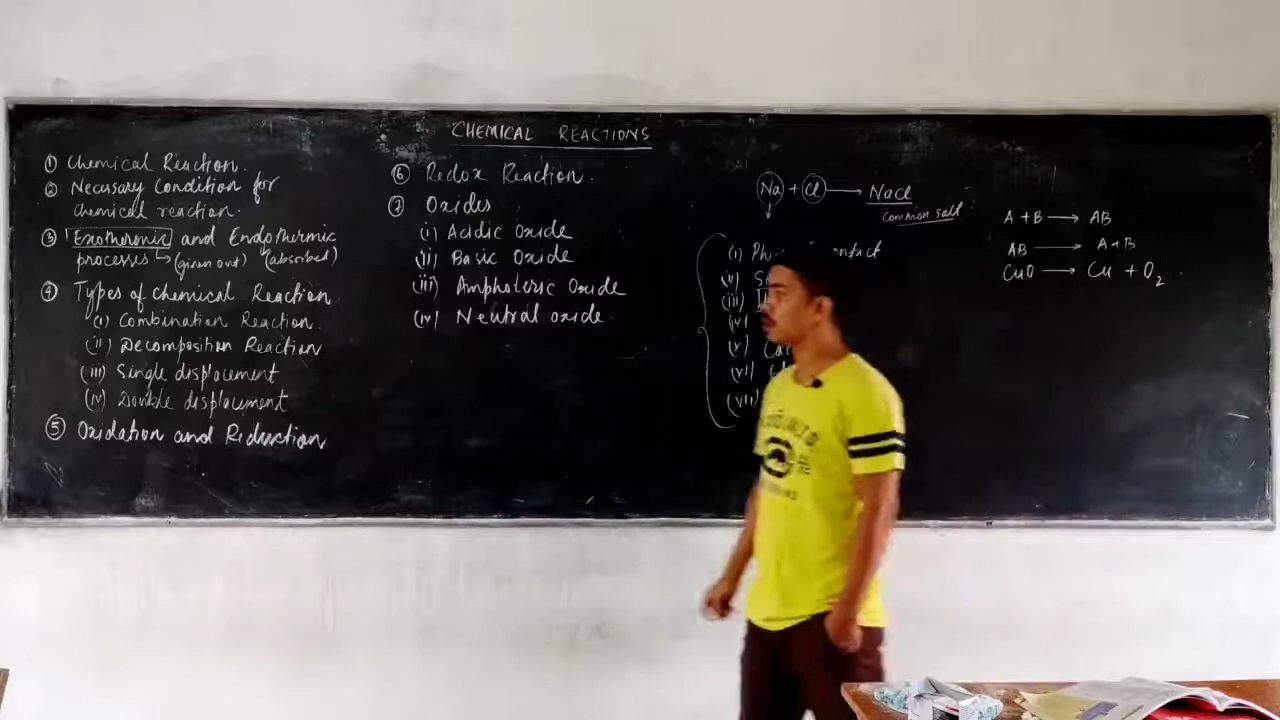 CHEMICAL REACTIONS
① Chemical Reaction.
② Necessary Condition for
chemical reaction.
③ Exothermic and Endothermic
processes ↳ (given out) (absorbed)
④ Types of Chemical Reaction.
(i) Combination Reaction.
(ii) Decomposition Reaction
(iii) Single displacement
(iv) Double displacement
⑤ Oxidation and Reduction
⑥ Redox Reaction.
⑦ Oxides
(i) Acidic Oxide
(ii) Basic Oxide
(iii) Amphoteric Oxide
(iv) Neutral oxide.
Na + Cl → NaCl
common salt
(i)
(ii)
(iii)
(iv)
(v)
(vi)
(vii)
A + B → AB
AB → A + B
CuO → Cu + O₂